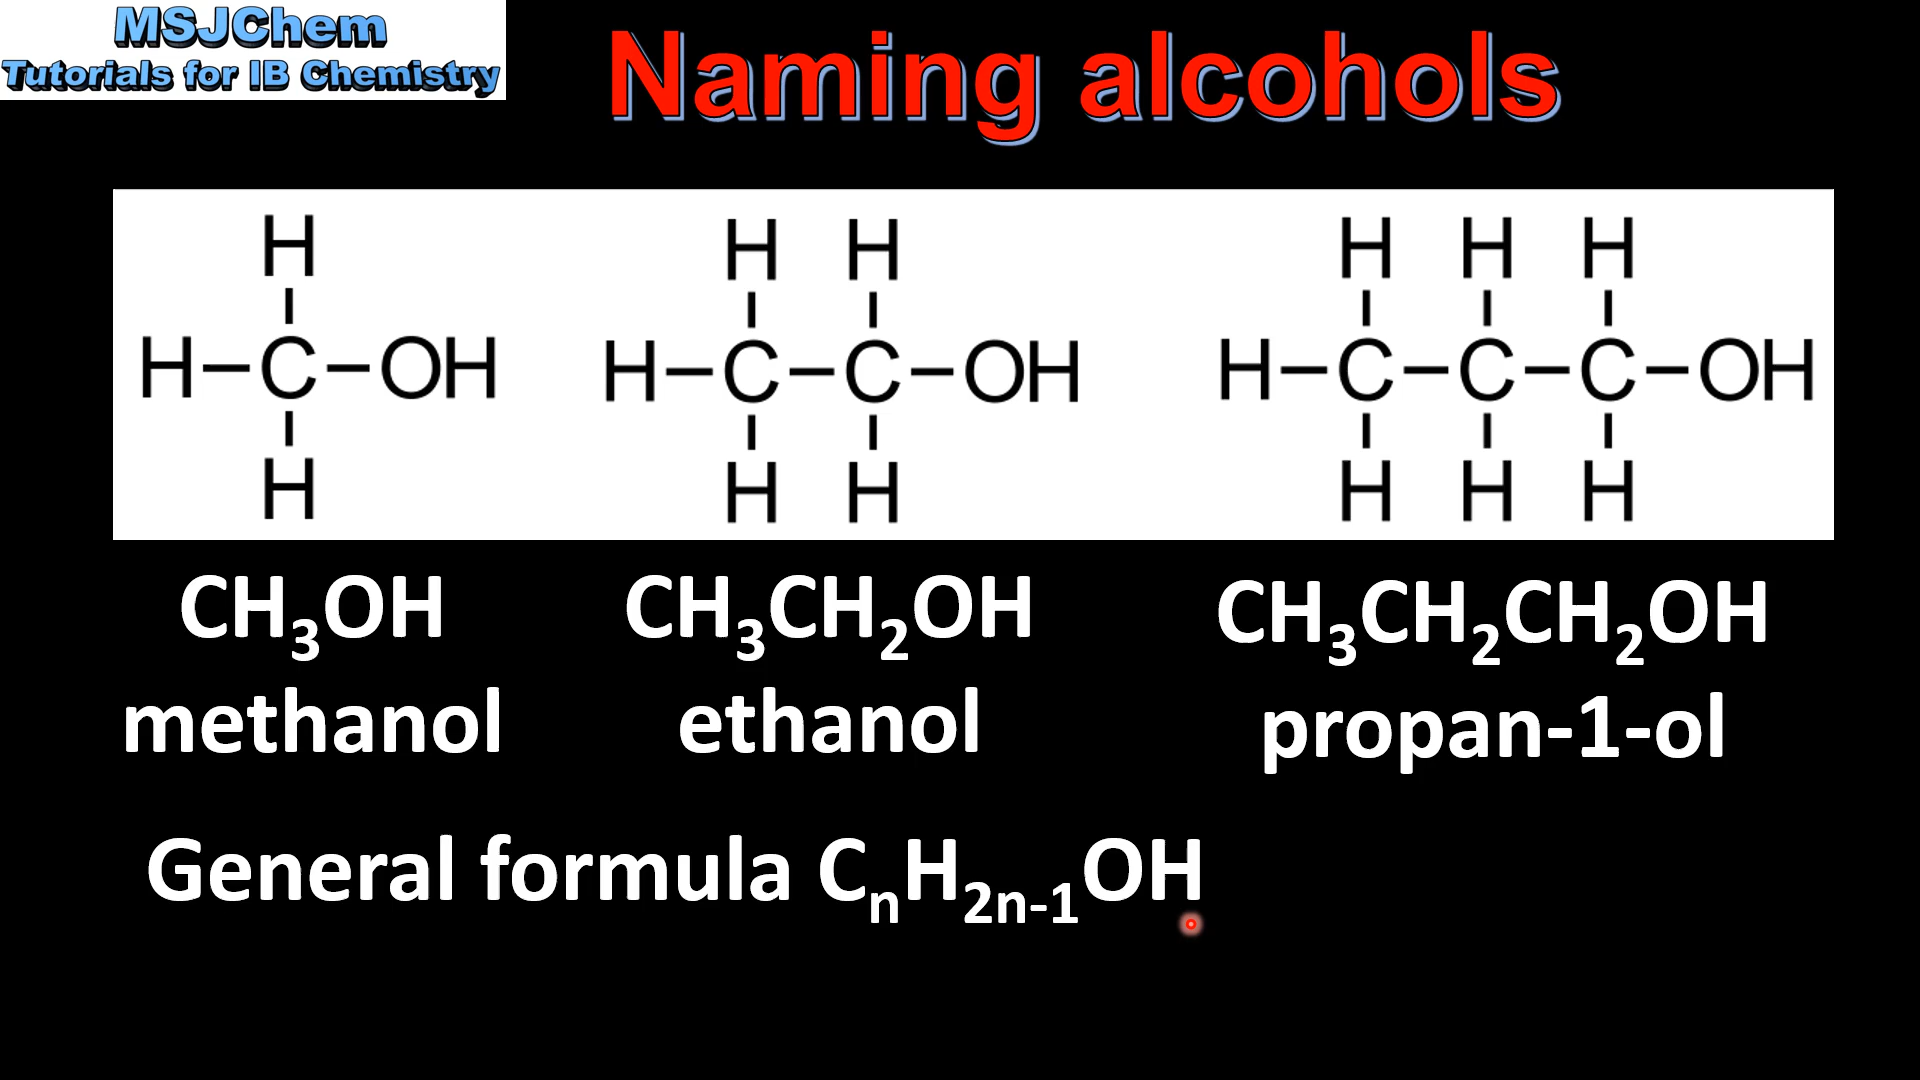 MSJChem
Tutorials for IB Chemistry
Naming alcohols
H H H H H H
H–C–OH H–C–C–OH H–C–C–C–OH
H H H H H H
CH₃OH CH₃CH₂OH CH₃CH₂CH₂OH
methanol ethanol propan-1-ol
General formula CₙH₂ₙ₋₁OH